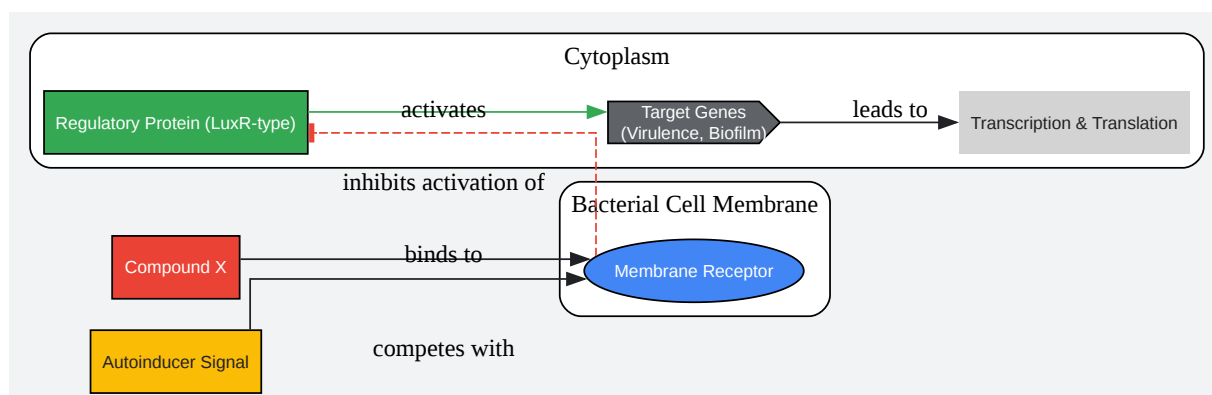 Cytoplasm
Regulatory Protein (LuxR-type)
activates
Target Genes
(Virulence, Biofilm)
leads to
Transcription & Translation
inhibits activation of
Bacterial Cell Membrane
Compound X
binds to
Membrane Receptor
Autoinducer Signal
competes with